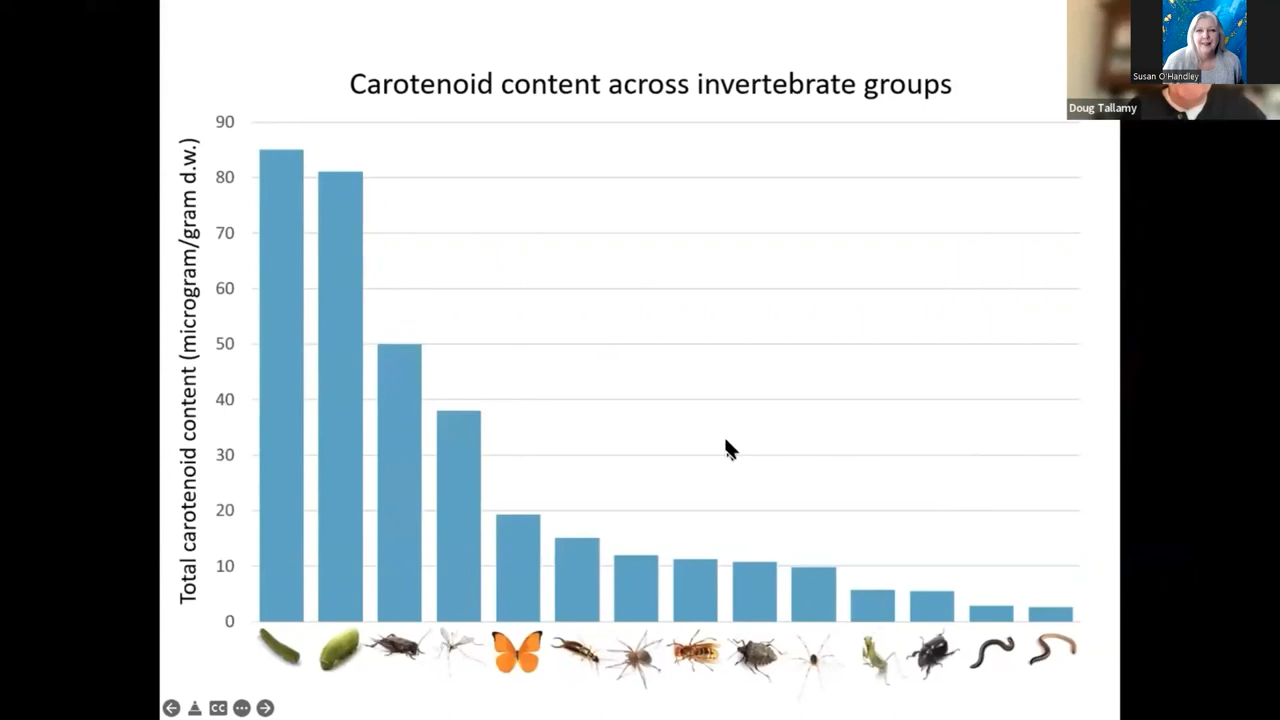 Susan O'Handley
Doug Tallamy
Carotenoid content across invertebrate groups
Total carotenoid content (microgram/gram d.w.)
90
80
70
60
50
40
30
20
10
0
CC